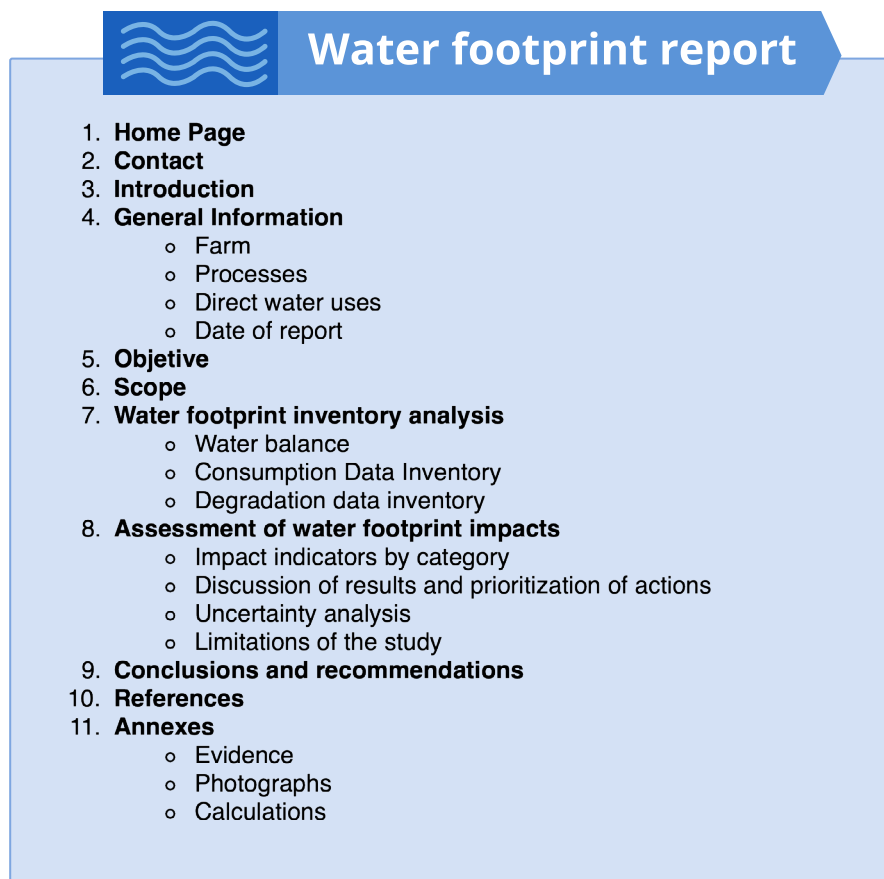 Water footprint report
1. Home Page
2. Contact
3. Introduction
4. General Information
Farm
Processes
Direct water uses
Date of report
5. Objetive
6. Scope
7. Water footprint inventory analysis
Water balance
Consumption Data Inventory
Degradation data inventory
8. Assessment of water footprint impacts
Impact indicators by category
Discussion of results and prioritization of actions
Uncertainty analysis
Limitations of the study
9. Conclusions and recommendations
10. References
11. Annexes
Evidence
Photographs
Calculations